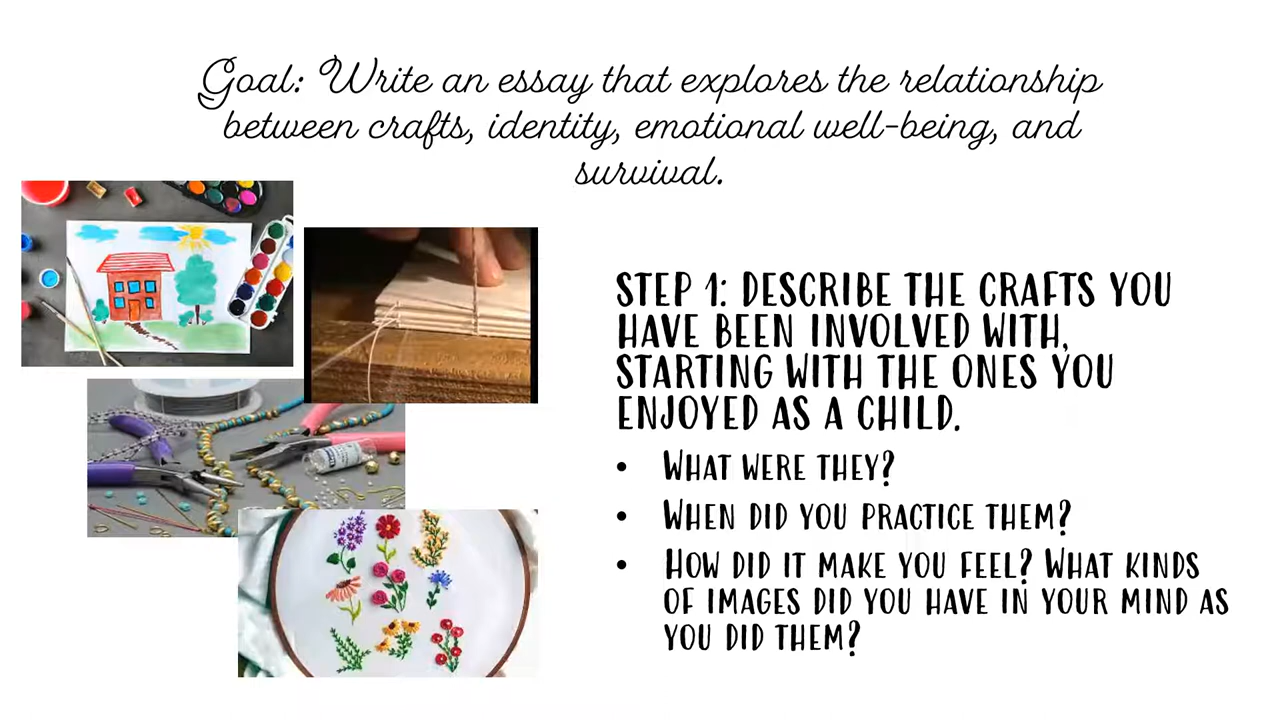 Goal: Write an essay that explores the relationship
between crafts, identity, emotional well-being, and
survival.
STEP 1: DESCRIBE THE CRAFTS YOU
HAVE BEEN INVOLVED WITH,
STARTING WITH THE ONES YOU
ENJOYED AS A CHILD.
• WHAT WERE THEY?
• WHEN DID YOU PRACTICE THEM?
• HOW DID IT MAKE YOU FEEL? WHAT KINDS
OF IMAGES DID YOU HAVE IN YOUR MIND AS
YOU DID THEM?